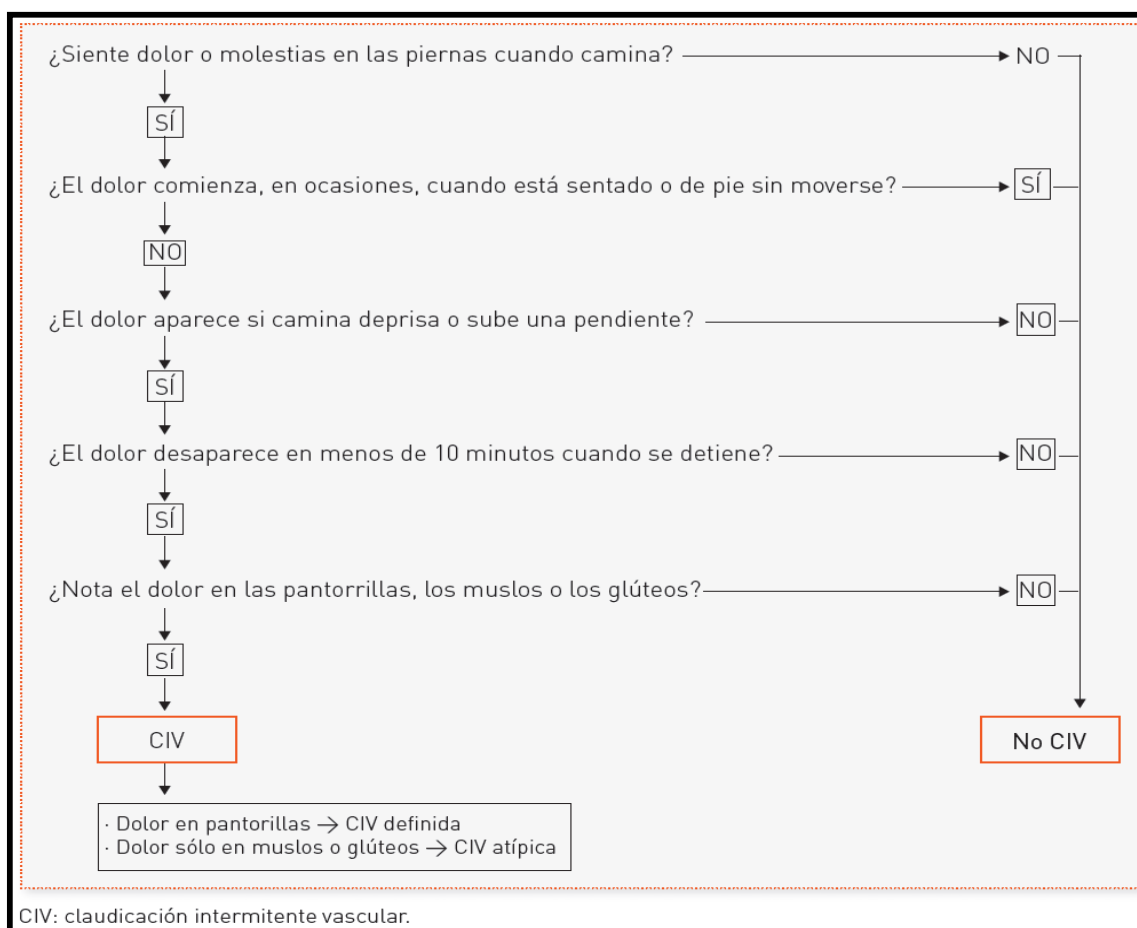 ¿Siente dolor o molestias en las piernas cuando camina? NO
SÍ
¿El dolor comienza, en ocasiones, cuando está sentado o de pie sin moverse? SÍ
NO
¿El dolor aparece si camina deprisa o sube una pendiente? NO
SÍ
¿El dolor desaparece en menos de 10 minutos cuando se detiene? NO
SÍ
¿Nota el dolor en las pantorrillas, los muslos o los glúteos? NO
SÍ
CIV No CIV
· Dolor en pantorillas → CIV definida
· Dolor sólo en muslos o glúteos → CIV atípica
CIV: claudicación intermitente vascular.